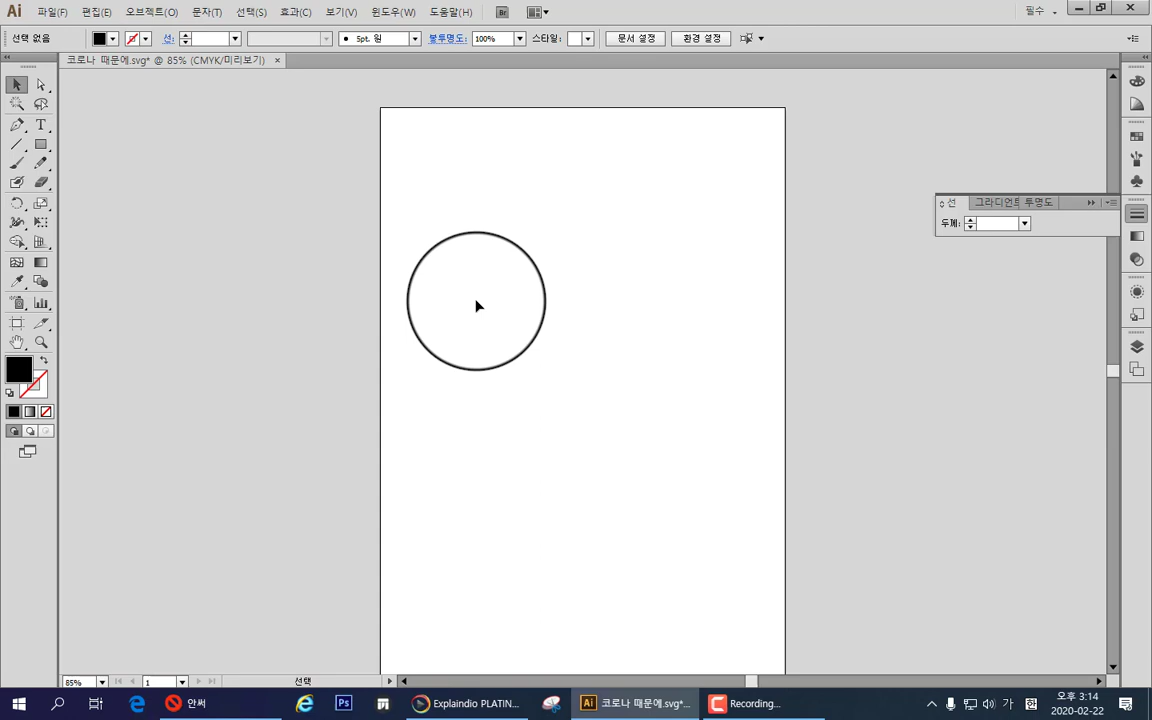 Ai 파일(F) 편집(E) 오브젝트(O) 문자(T) 선택(S) 효과(C) 보기(V) 윈도우(W) 도움말(H) Br 필수
선택 없음 선: 5pt. 원 불투명도: 100% 스타일: 문서 설정 환경 설정
코로나 때문에.svg* @ 85% (CMYK/미리보기) ×
T
선 그라디언트 투명도
두께:
85% 1 선택
안써 Ps Explaindio PLATIN... Ai 코로나 때문에.svg*... Recording... 가 한 오후 3:14
2020-02-22